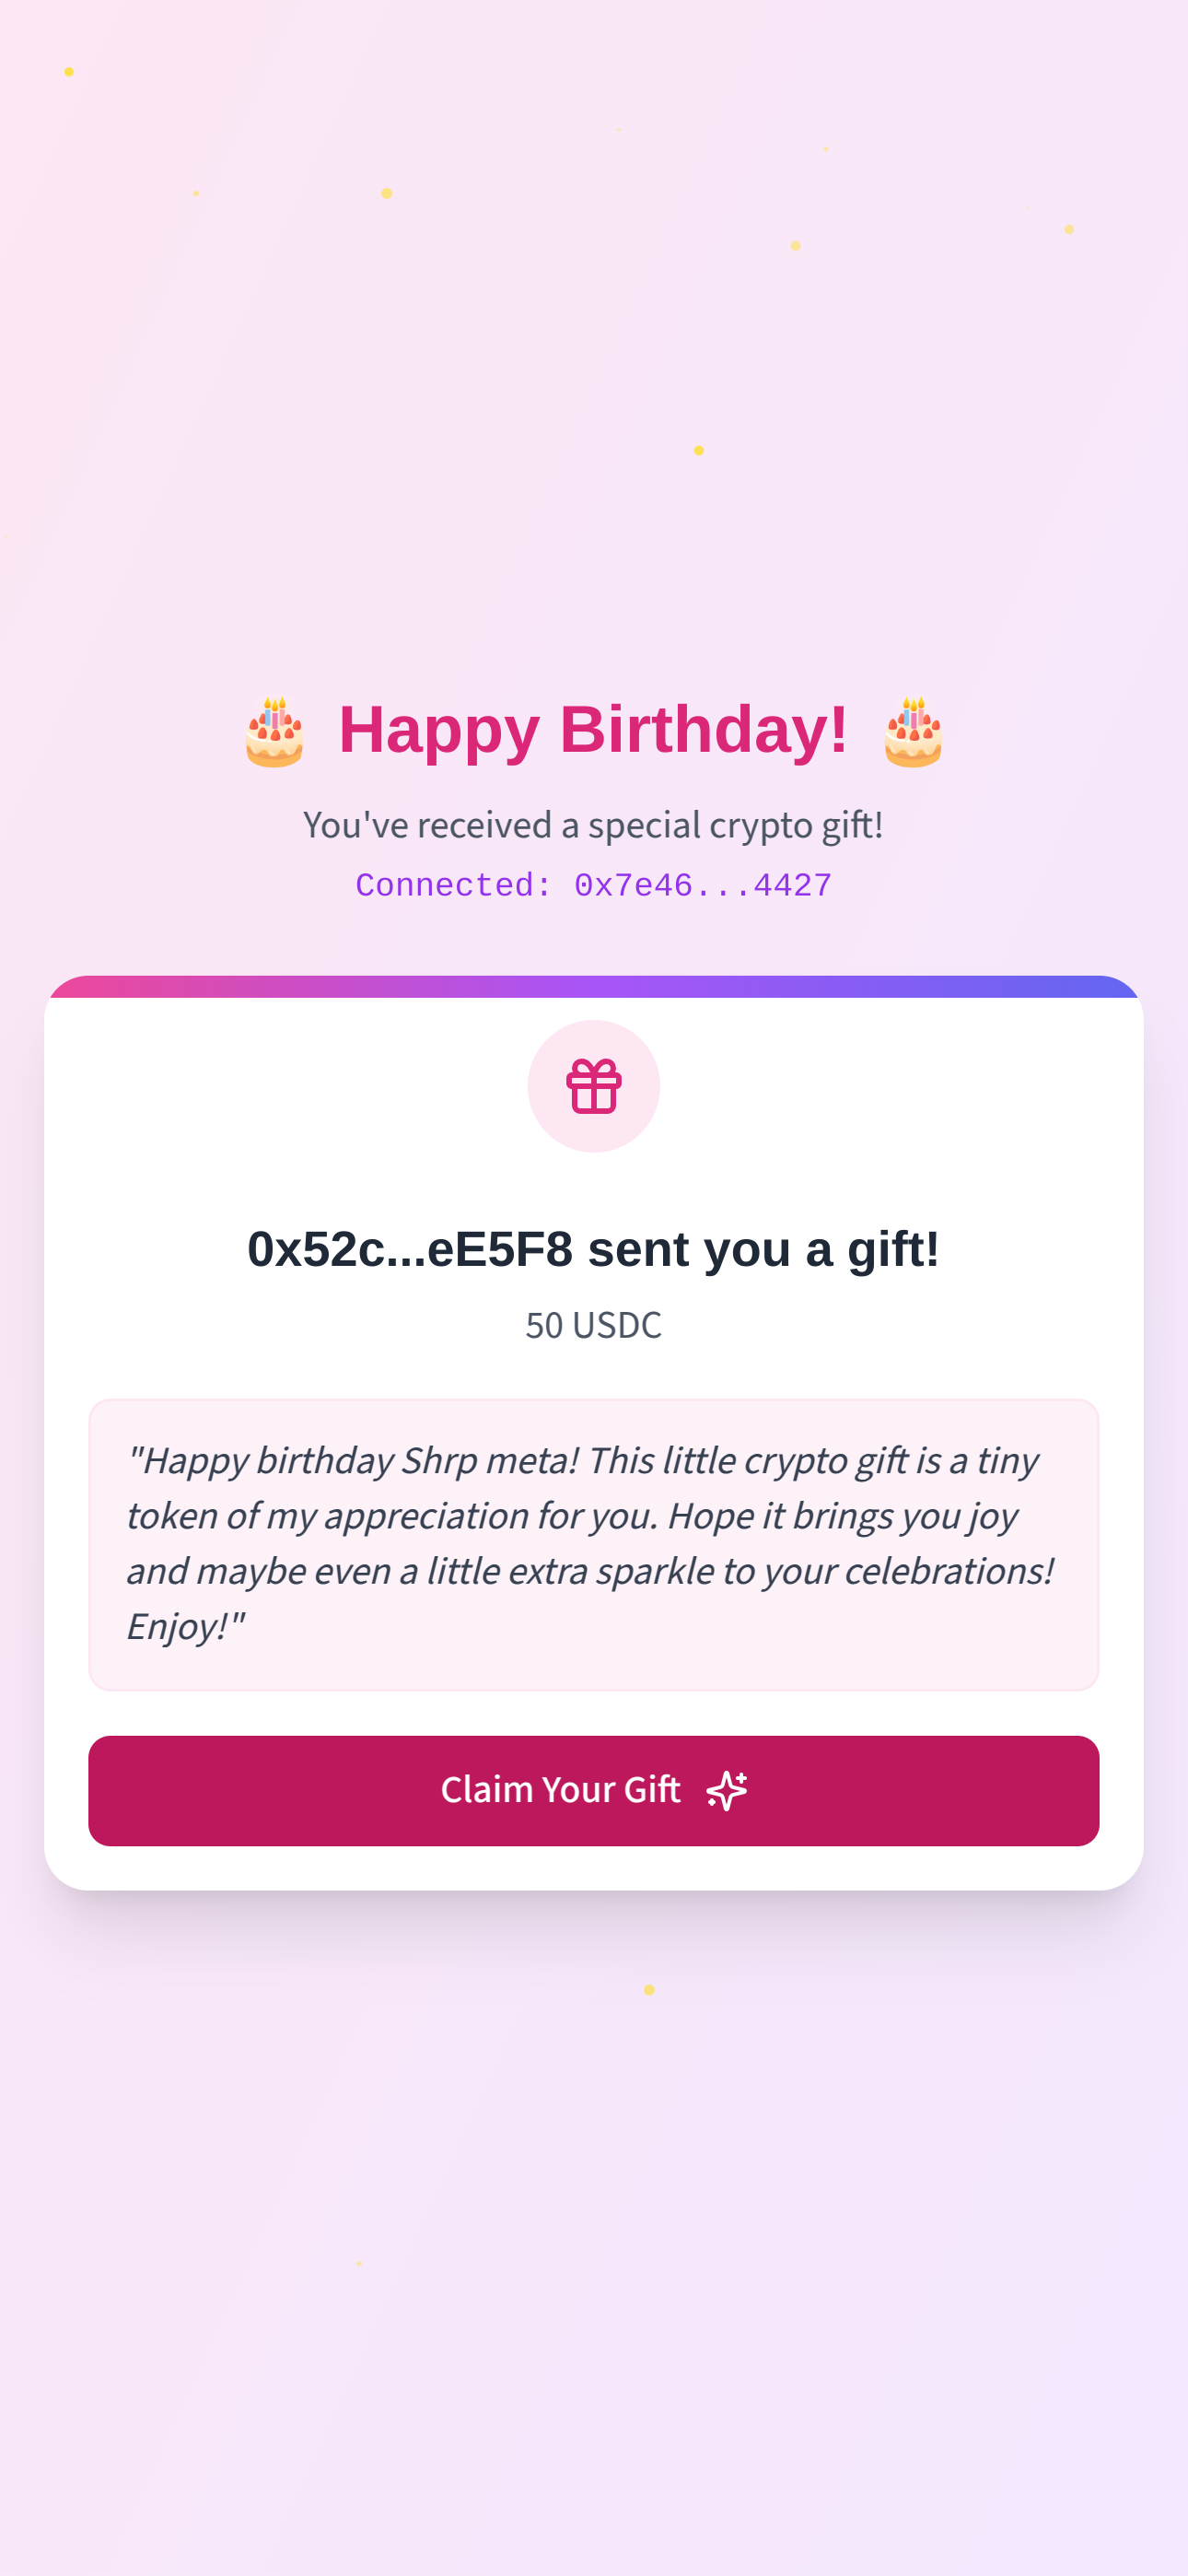 🎂 Happy Birthday! 🎂
You've received a special crypto gift!
Connected: 0x7e46...4427
0x52c...eE5F8 sent you a gift!
50 USDC
"Happy birthday Shrp meta! This little crypto gift is a tiny
token of my appreciation for you. Hope it brings you joy
and maybe even a little extra sparkle to your celebrations!
Enjoy!"
Claim Your Gift